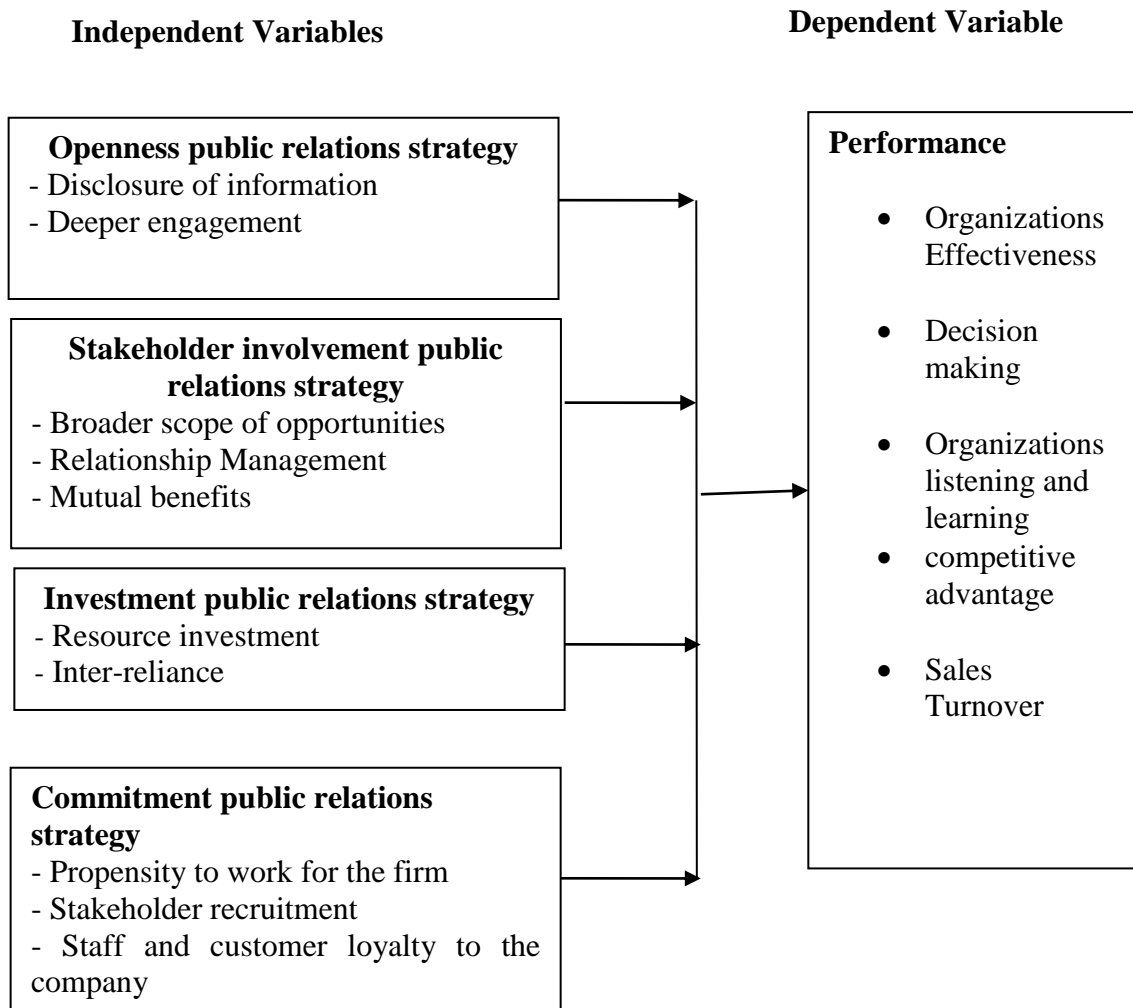 Independent Variables
Dependent Variable
Openness public relations strategy
- Disclosure of information
- Deeper engagement
Stakeholder involvement public
relations strategy
- Broader scope of opportunities
- Relationship Management
- Mutual benefits
Investment public relations strategy
- Resource investment
- Inter-reliance
Commitment public relations
strategy
- Propensity to work for the firm
- Stakeholder recruitment
- Staff and customer loyalty to the
company
Performance
• Organizations
Effectiveness
• Decision
making
• Organizations
listening and
learning
• competitive
advantage
• Sales
Turnover